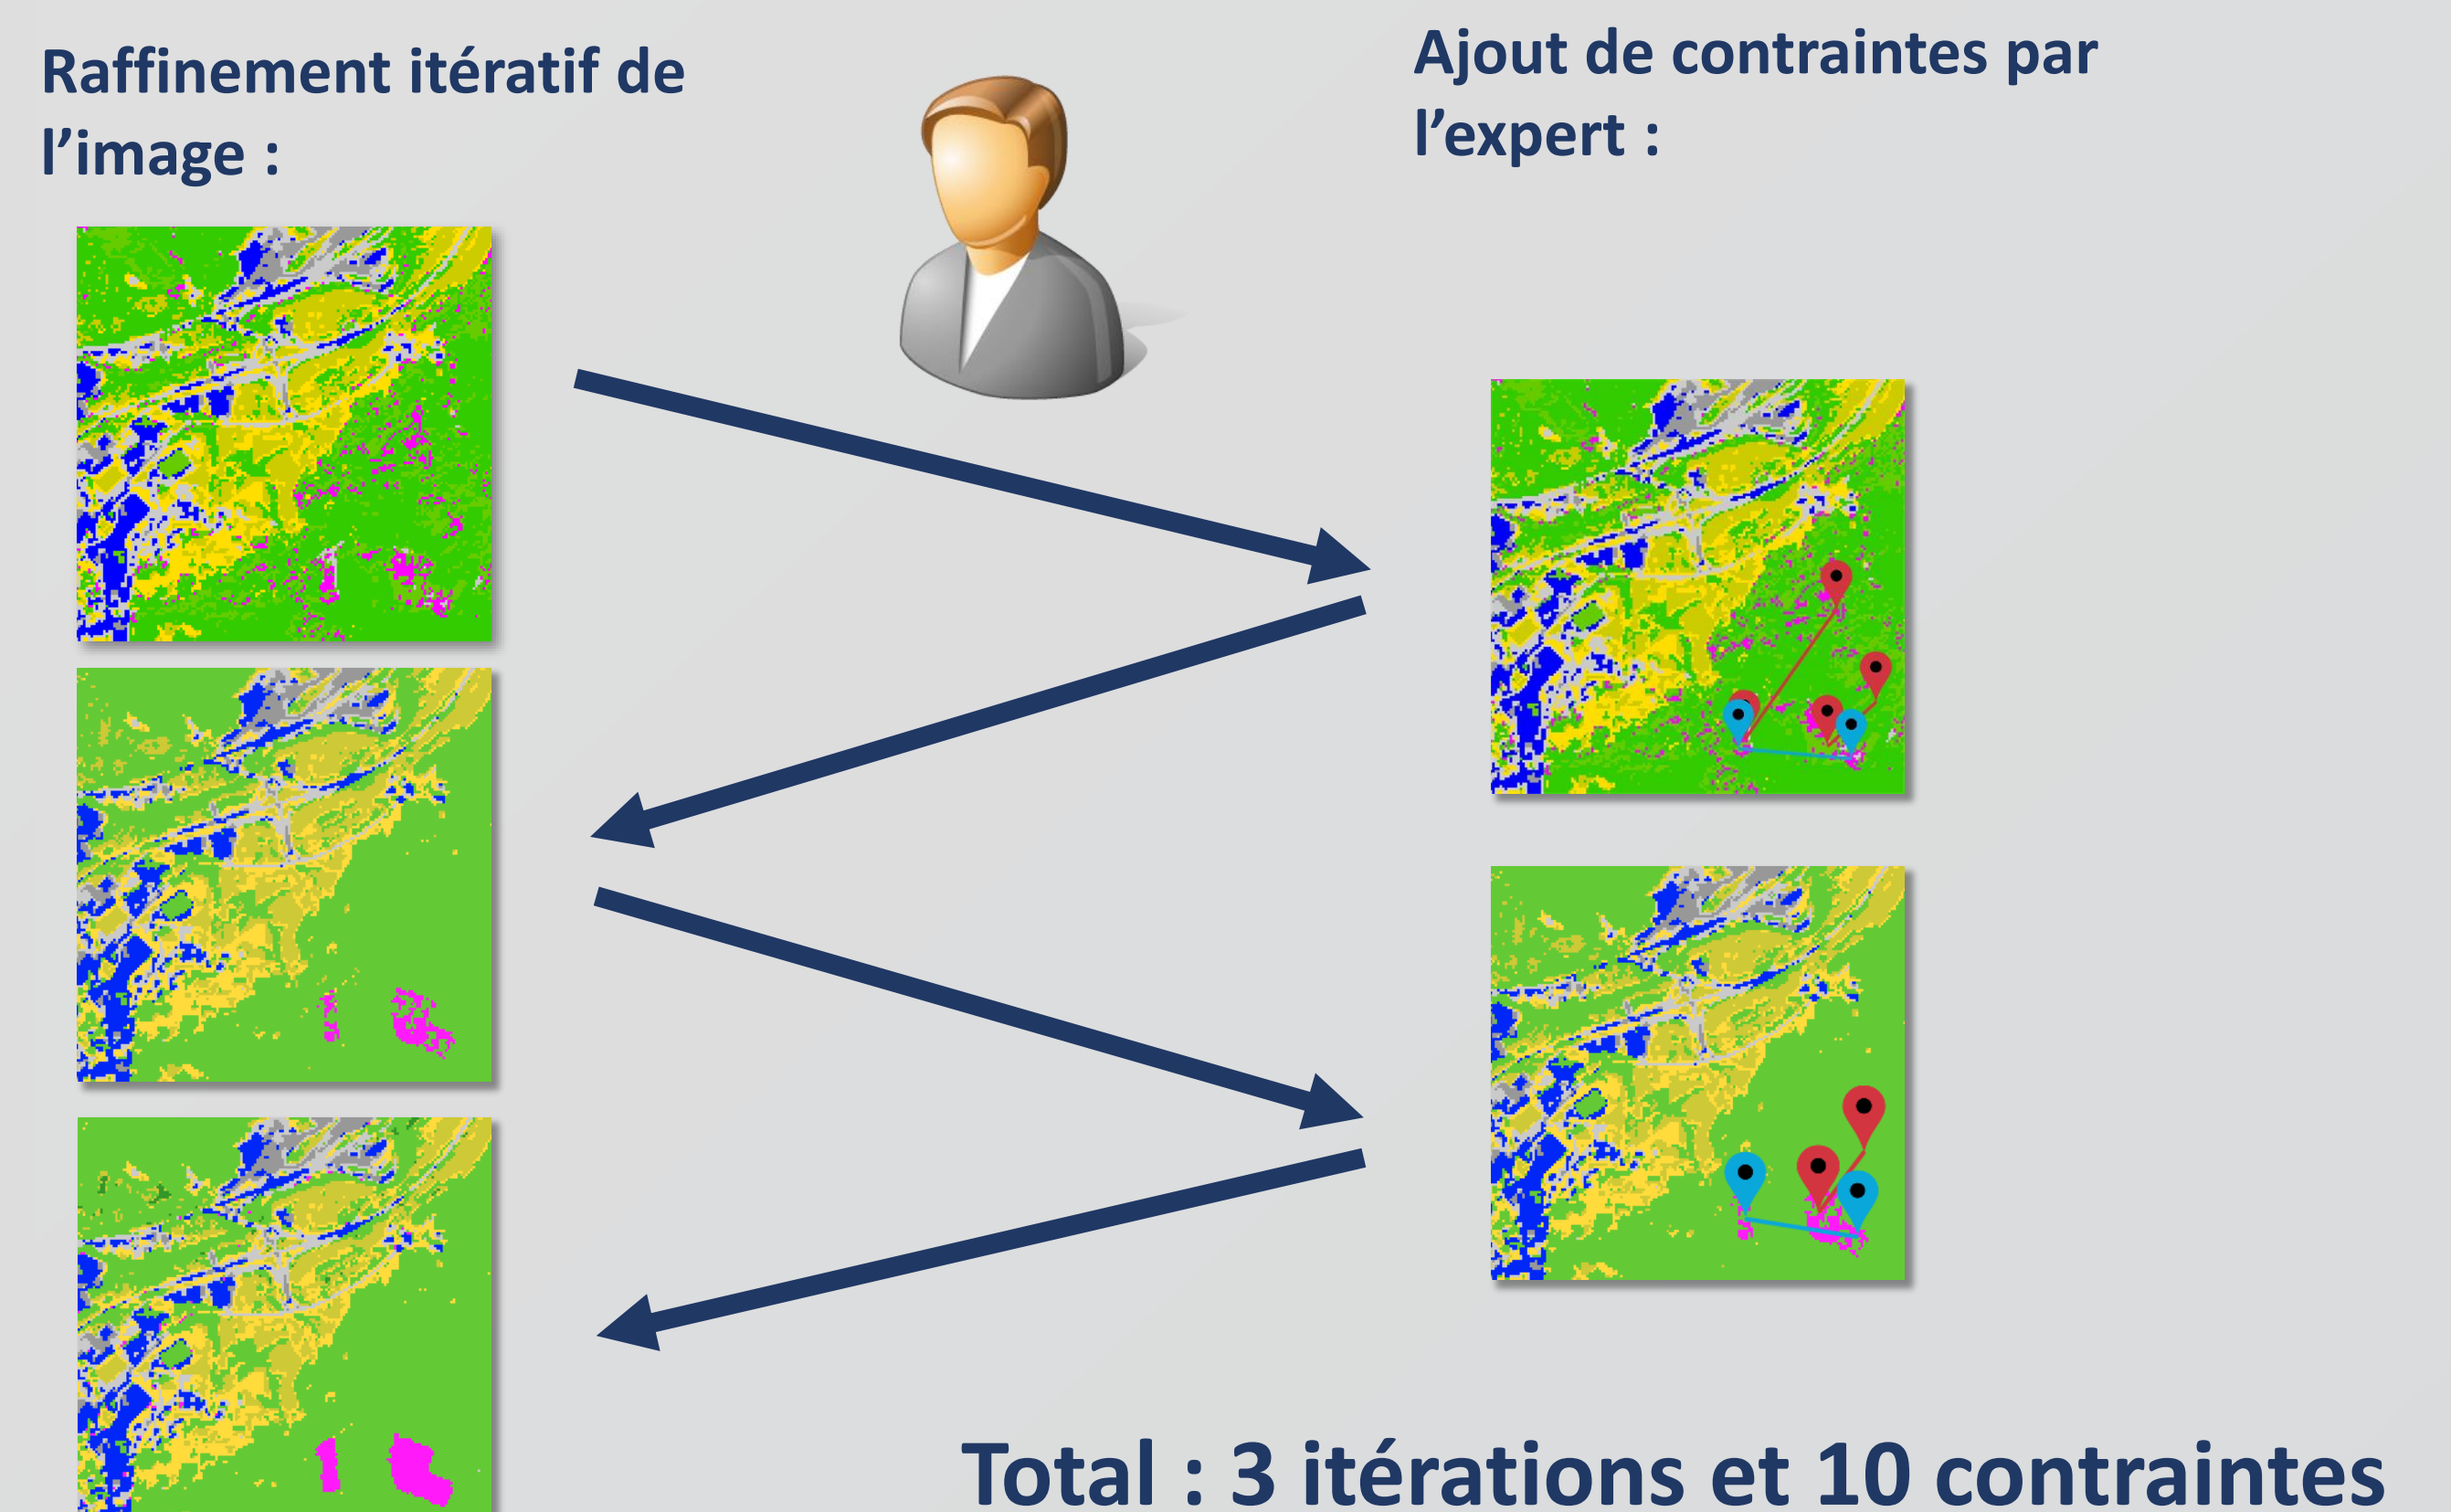 Raffinement itératif de
l’image :
Ajout de contraintes par
l’expert :
Total : 3 itérations et 10 contraintes